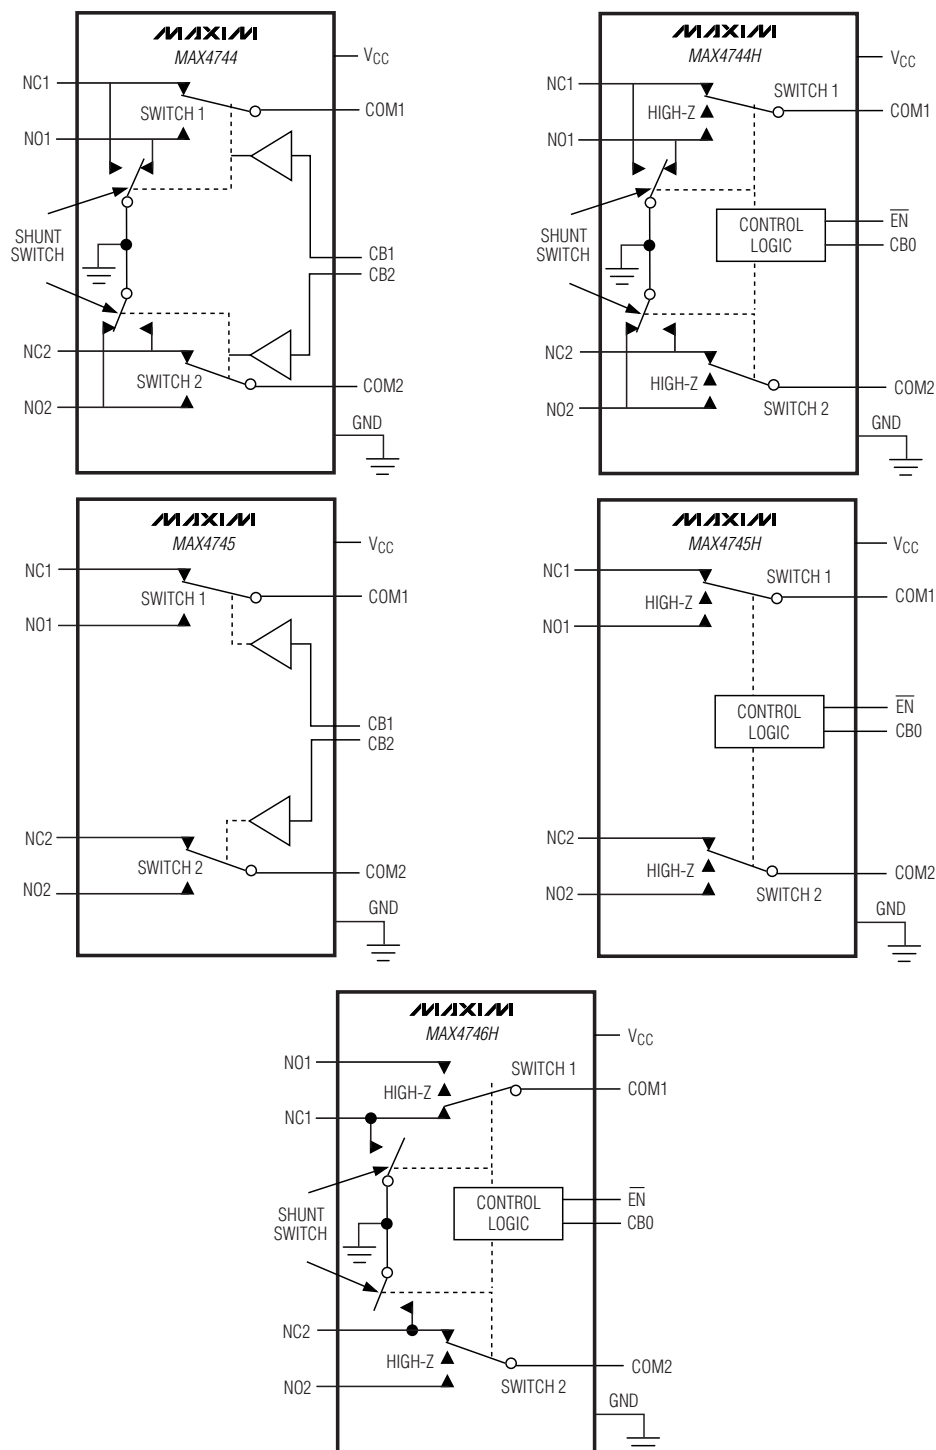 MAXIM
MAX4744
VCC
NC1
SWITCH 1
COM1
NO1
SHUNT
SWITCH
CB1
CB2
NC2
SWITCH 2
COM2
NO2
GND
MAXIM
MAX4744H
VCC
NC1
SWITCH 1
HIGH-Z
COM1
NO1
SHUNT
SWITCH
CONTROL
LOGIC
EN
CB0
NC2
HIGH-Z
COM2
NO2
SWITCH 2
GND
MAXIM
MAX4745
VCC
NC1
SWITCH 1
COM1
NO1
CB1
CB2
NC2
SWITCH 2
COM2
NO2
GND
MAXIM
MAX4745H
VCC
NC1
SWITCH 1
HIGH-Z
COM1
NO1
CONTROL
LOGIC
EN
CB0
NC2
HIGH-Z
COM2
NO2
SWITCH 2
GND
MAXIM
MAX4746H
VCC
NO1
SWITCH 1
HIGH-Z
COM1
NC1
SHUNT
SWITCH
CONTROL
LOGIC
EN
CB0
NC2
HIGH-Z
COM2
NO2
SWITCH 2
GND